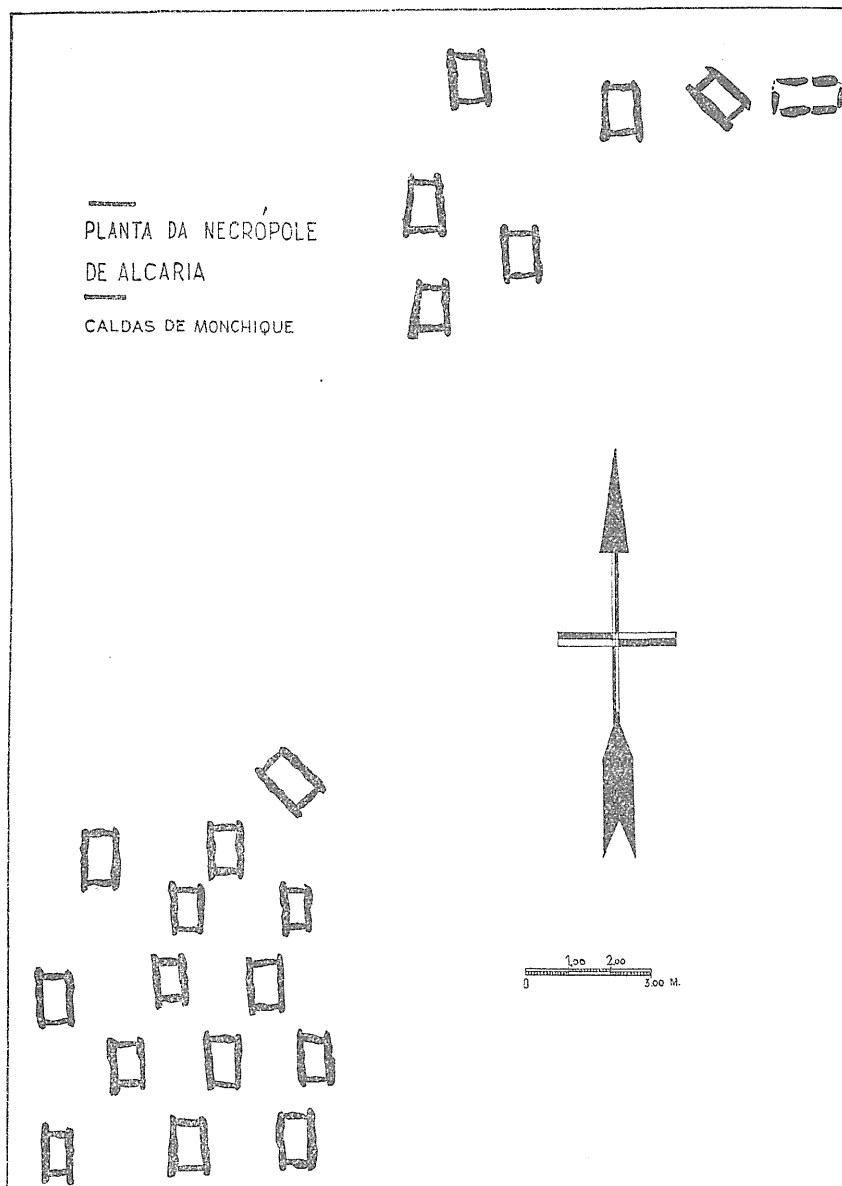 PLANTA DA NECRÓPOLE
DE ALCARIA
CALDAS DE MONCHIQUE
1.00 2.00
0 3.00 M.